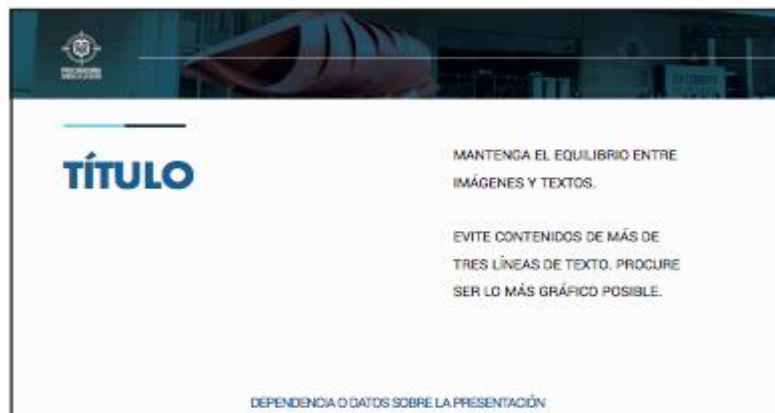 PROCURADURIA
TÍTULO
MANTENGA EL EQUILIBRIO ENTRE
IMÁGENES Y TEXTOS.
EVITE CONTENIDOS DE MÁS DE
TRES LÍNEAS DE TEXTO. PROCURE
SER LO MÁS GRÁFICO POSIBLE.
DEPENDENCIA O DATOS SOBRE LA PRESENTACIÓN